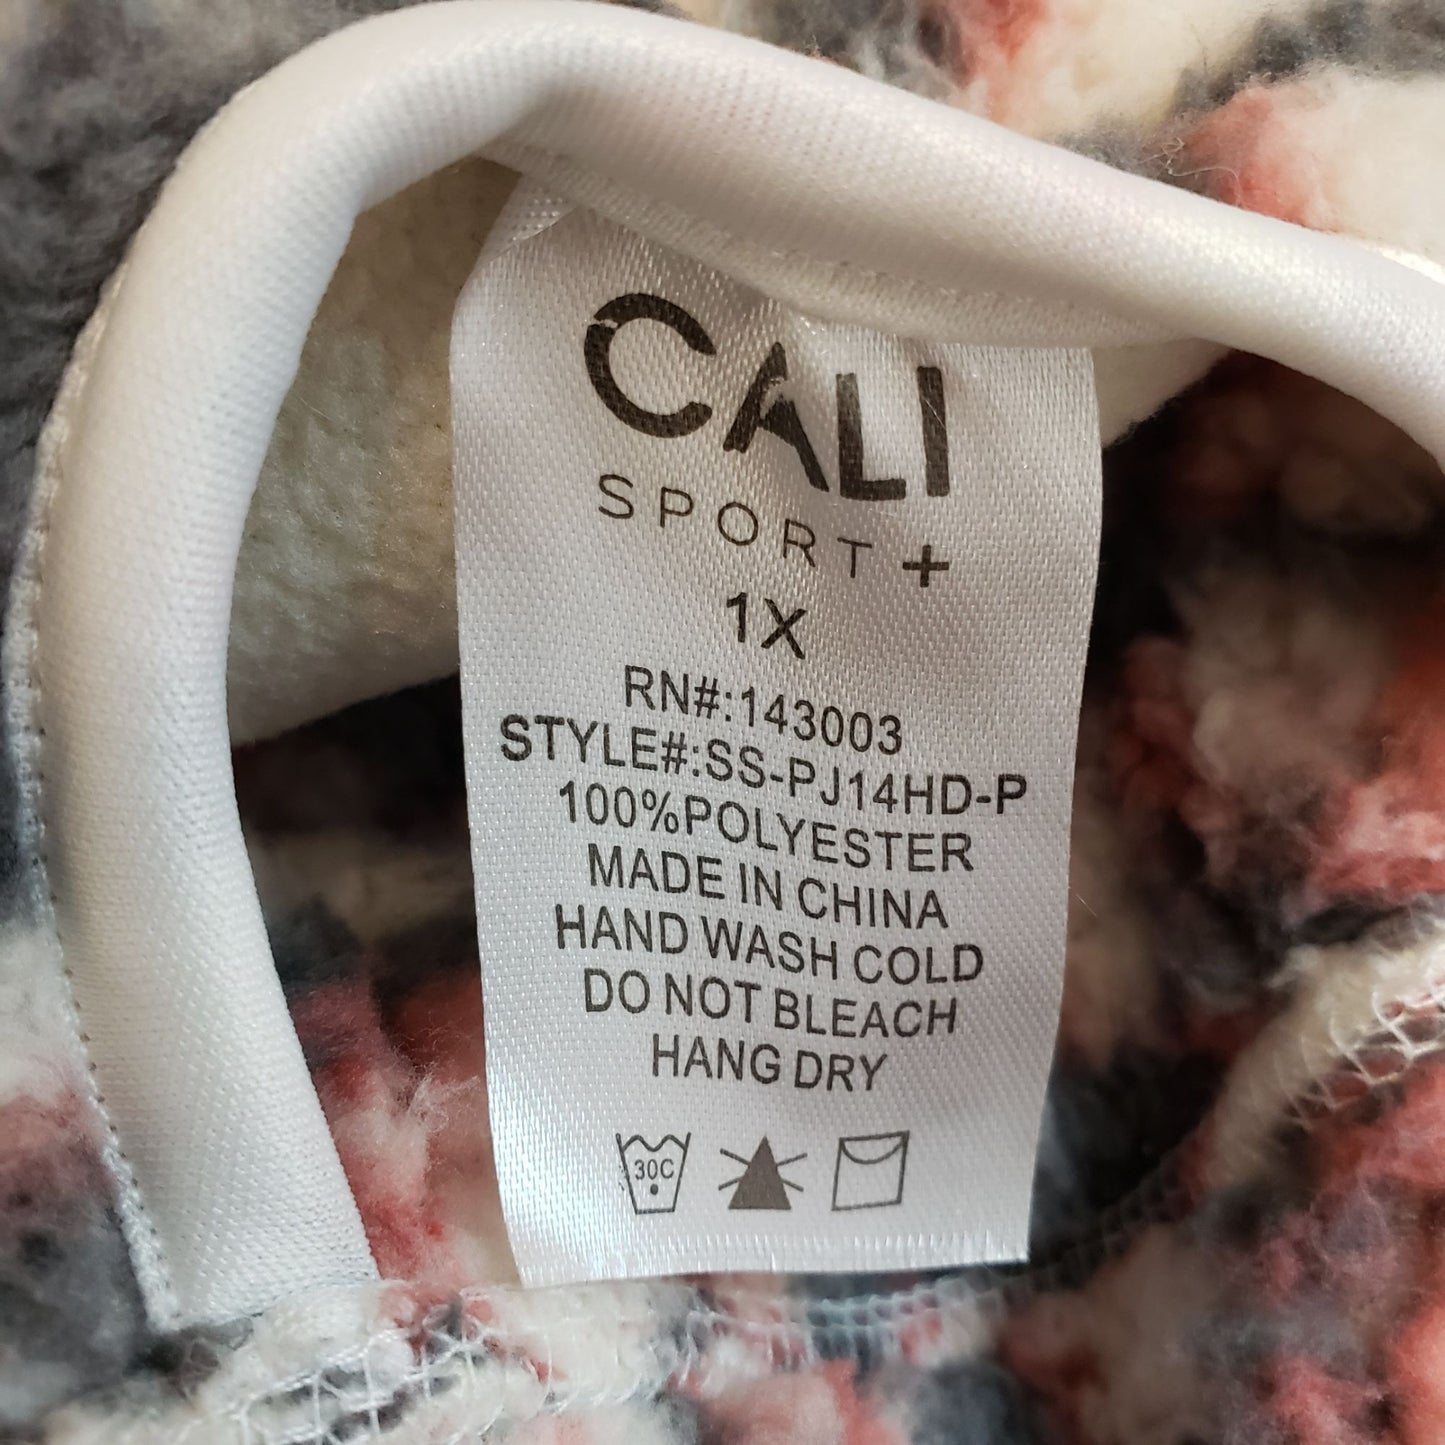 CALI
SPORT+
1X
RN#:143003
STYLE#:SS-PJ14HD-P
100%POLYESTER
MADE IN CHINA
HAND WASH COLD
DO NOT BLEACH
HANG DRY
30C